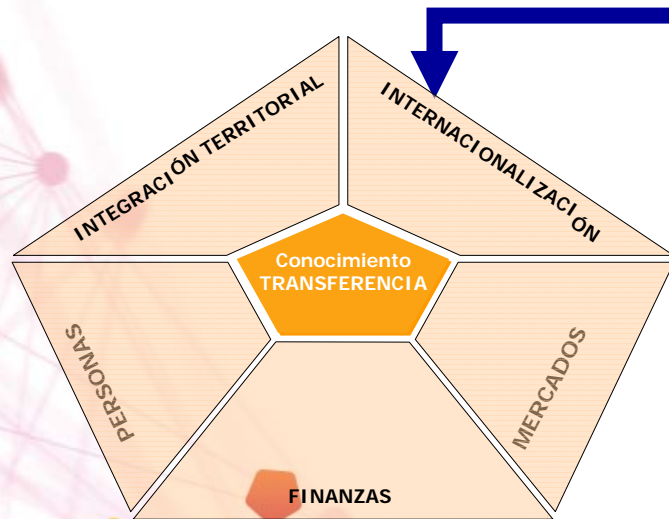 INTEGRACIÓN TERRITORIAL
INTERNACIONALIZACIÓN
Conocimiento
TRANSFERENCIA
PERSONAS
MERCADOS
FINANZAS